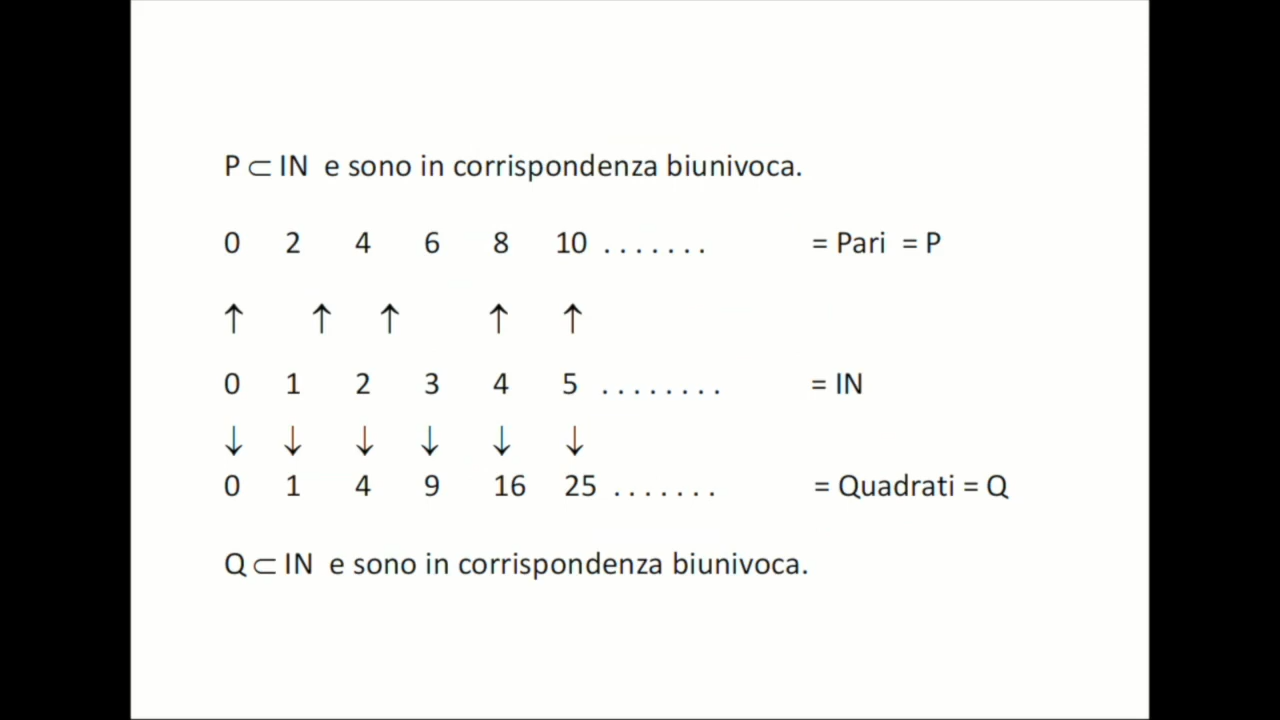 P ⊂ IN e sono in corrispondenza biunivoca.
0 2 4 6 8 10 . . . . . . . = Pari = P
↑ ↑ ↑ ↑ ↑
0 1 2 3 4 5 . . . . . . . . = IN
↓ ↓ ↓ ↓ ↓ ↓
0 1 4 9 16 25 . . . . . . . = Quadrati = Q
Q ⊂ IN e sono in corrispondenza biunivoca.